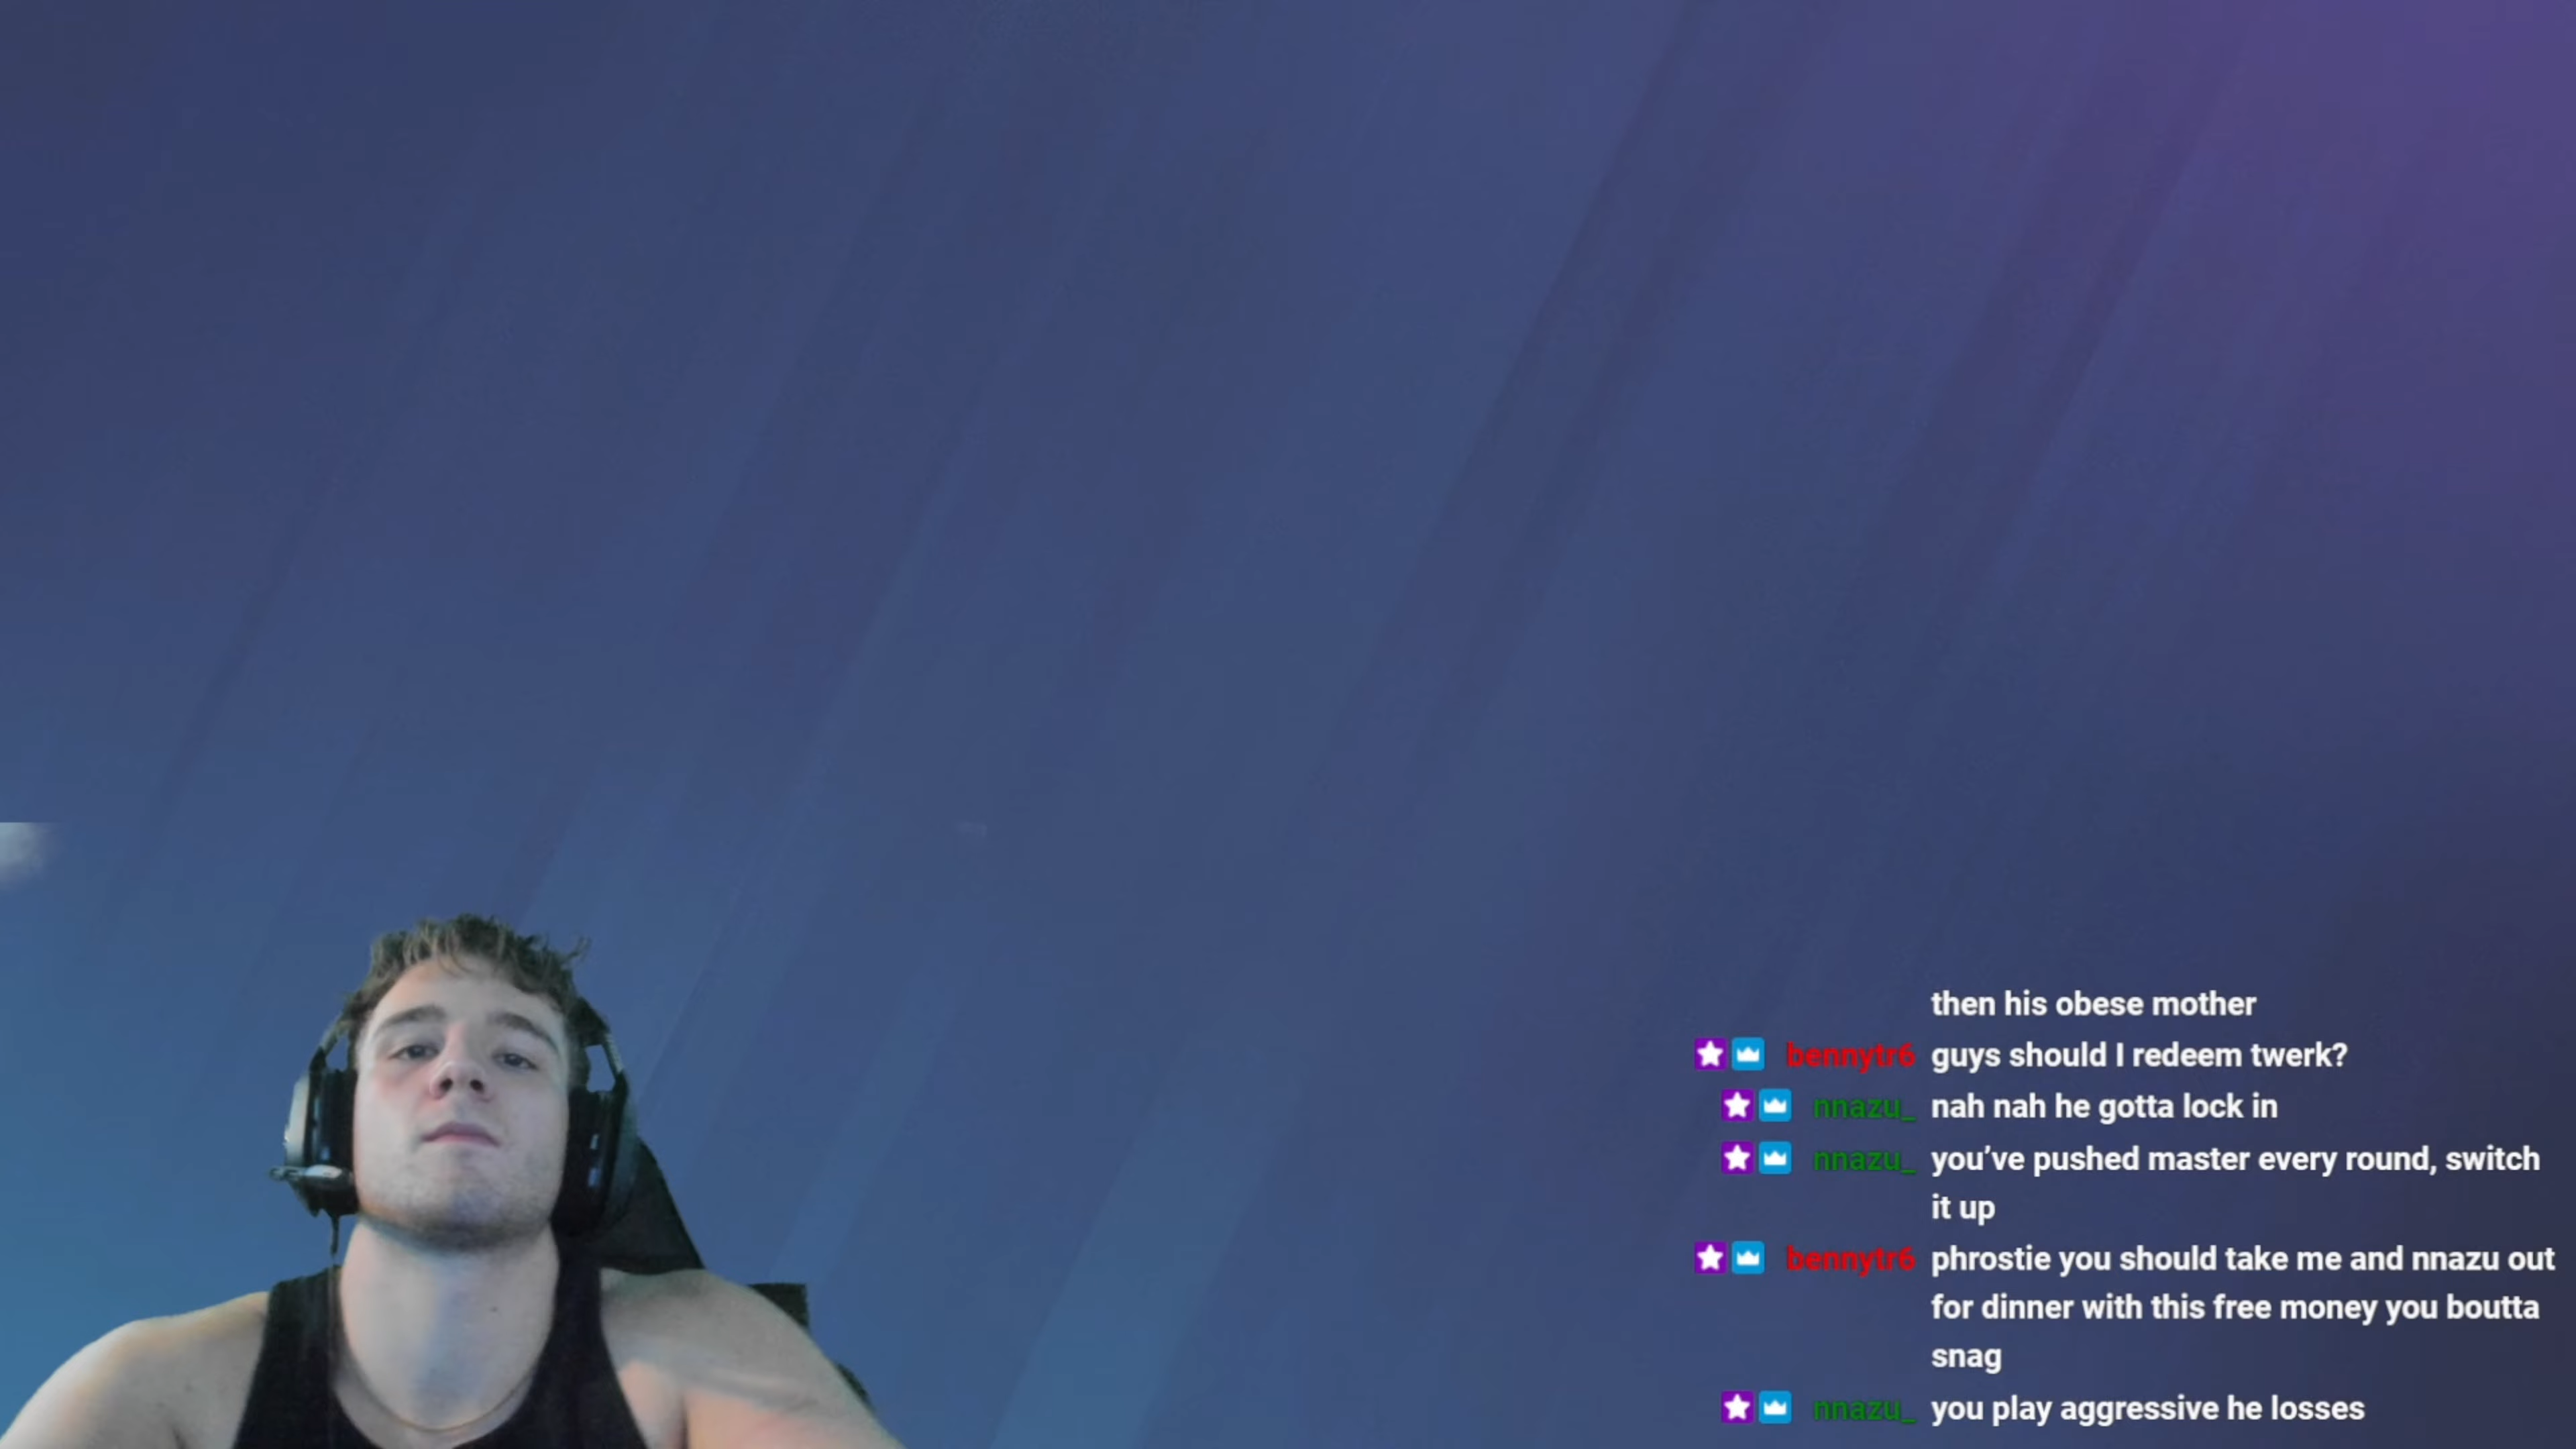 then his obese mother
bennytr6 guys should I redeem twerk?
nnazu_ nah nah he gotta lock in
nnazu_ you’ve pushed master every round, switch
it up
bennytr6 phrostie you should take me and nnazu out
for dinner with this free money you boutta
snag
nnazu_ you play aggressive he losses